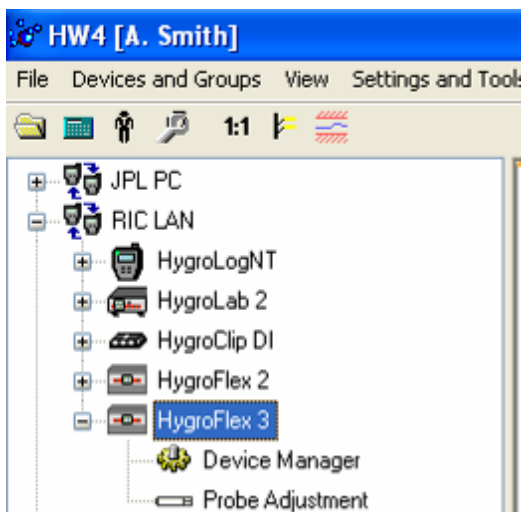 HW4 [A. Smith]
File Devices and Groups View Settings and Tools
1:1
JPL PC
RIC LAN
HygroLogNT
HygroLab 2
HygroClip DI
HygroFlex 2
HygroFlex 3
Device Manager
Probe Adjustment